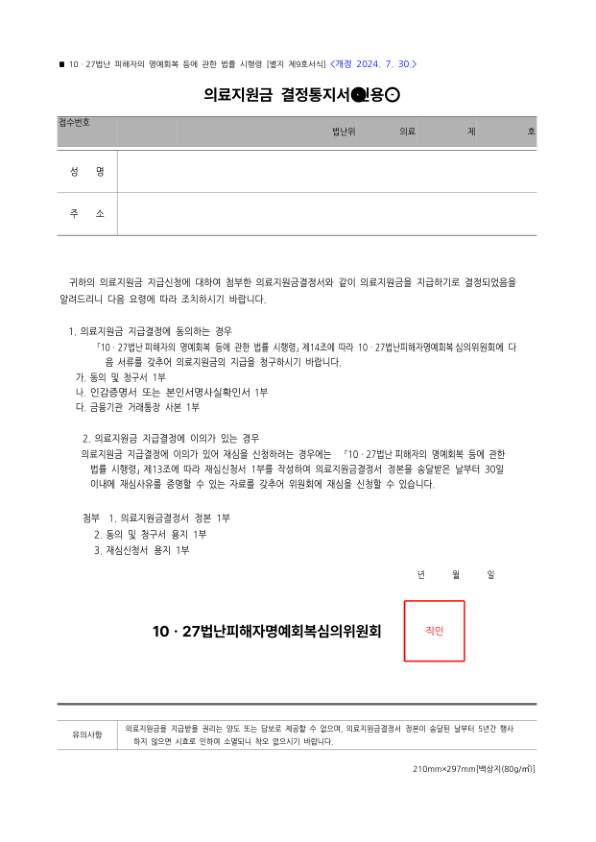 ■ 10ㆍ27법난 피해자의 명예회복 등에 관한 법률 시행령 [별지 제9호서식] <개정 2024. 7. 30.>
의료지원금 결정통지서
접수번호
법난위 의료 제 호
성 명
주 소
귀하의 의료지원금 지급신청에 대하여 첨부한 의료지원금결정서와 같이 의료지원금을 지급하기로 결정되었음을
알려드리니 다음 요령에 따라 조치하시기 바랍니다.
1. 의료지원금 지급결정에 동의하는 경우
「10ㆍ27법난 피해자의 명예회복 등에 관한 법률 시행령」 제14조에 따라 10ㆍ27법난피해자명예회복심의위원회에 다
음 서류를 갖추어 의료지원금의 지급을 청구하시기 바랍니다.
가. 동의 및 청구서 1부
나. 인감증명서 또는 본인서명사실확인서 1부
다. 금융기관 거래통장 사본 1부
2. 의료지원금 지급결정에 이의가 있는 경우
의료지원금 지급결정에 이의가 있어 재심을 신청하려는 경우에는 「10ㆍ27법난 피해자의 명예회복 등에 관한
법률 시행령」 제13조에 따라 재심신청서 1부를 작성하여 의료지원금결정서 정본을 송달받은 날부터 30일
이내에 재심사유를 증명할 수 있는 자료를 갖추어 위원회에 재심을 신청할 수 있습니다.
첨부 1. 의료지원금결정서 정본 1부
2. 동의 및 청구서 용지 1부
3. 재심신청서 용지 1부
년 월 일
10ㆍ27법난피해자명예회복심의위원회
직인
유의사항
의료지원금을 지급받을 권리는 양도 또는 담보로 제공할 수 없으며, 의료지원금결정서 정본이 송달된 날부터 5년간 행사
하지 않으면 시효로 인하여 소멸되니 착오 없으시기 바랍니다.
210mm×297mm[백상지(80g/㎡)]